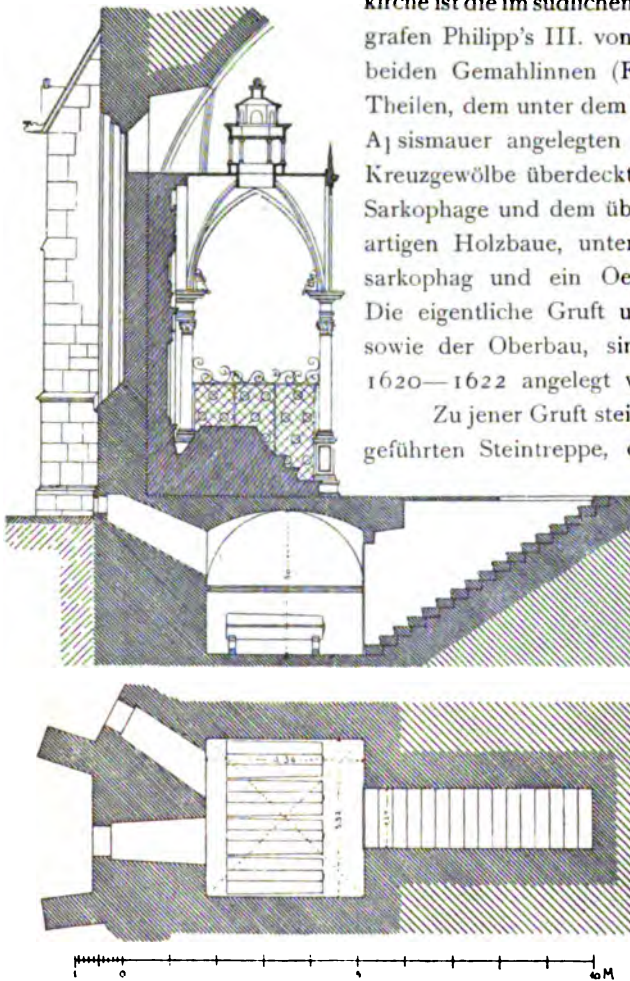 kirche ist die im südlichen
grafen Philipp's III. von
beiden Gemahlinnen (F
Theilen, dem unter dem
A sismauer angelegten
Kreuzgewölbe überdeckt
Sarkophage und dem üb
artigen Holzbaue, unter
sarkophag und ein Oe
Die eigentliche Gruft u
sowie der Oberbau, sin
1620—1622 angelegt v
Zu jener Gruft stei
geführten Steintreppe, d
1 0 5 10 M